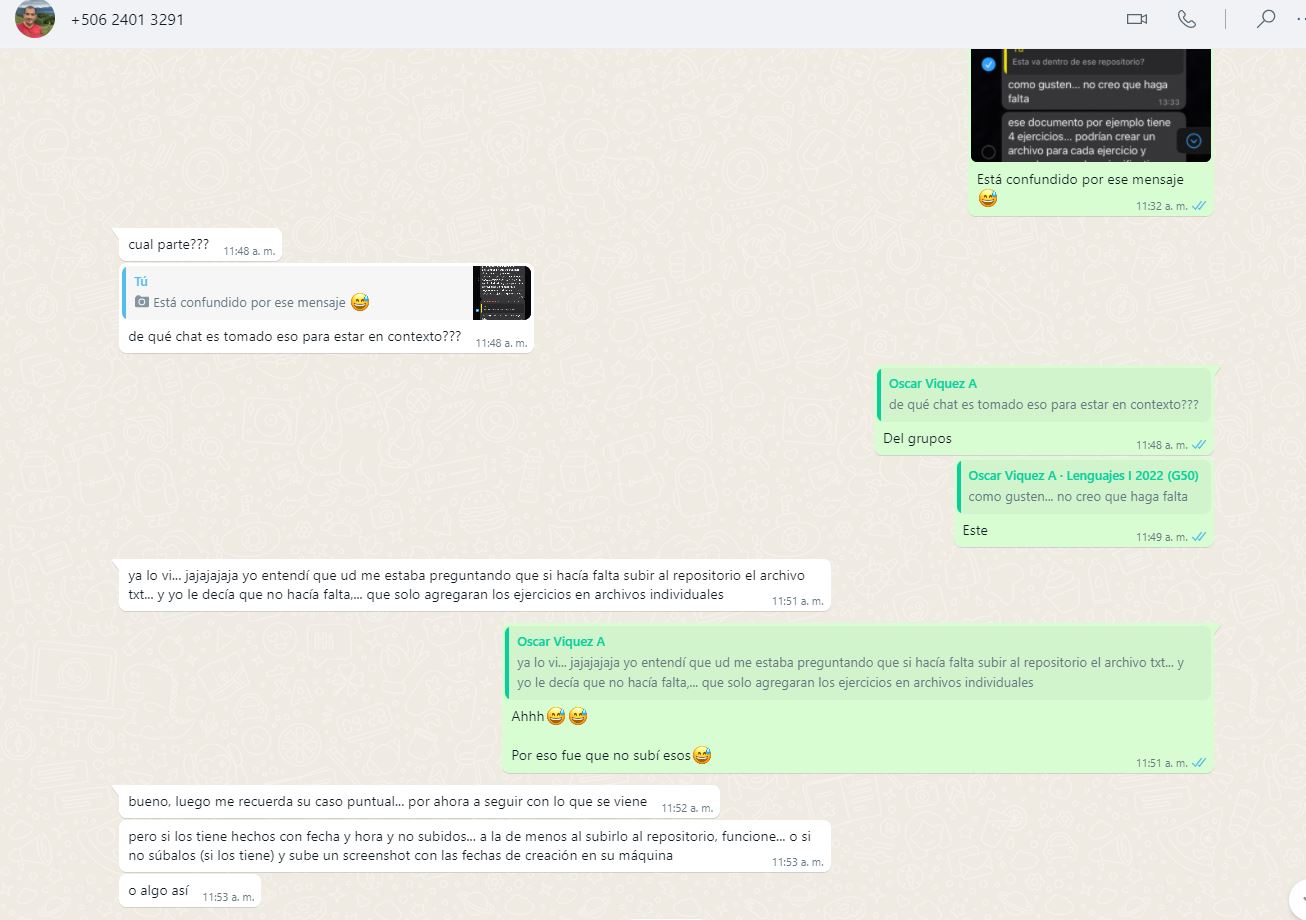 +506 2401 3291
Tú
Esta va dentro de ese repositorio?
como gusten... no creo que haga
falta
13:33
ese documento por ejemplo tiene
4 ejercicios... podrían crear un
archivo para cada ejercicio y
Está confundido por ese mensaje
😅
11:32 a. m.
cual parte???
11:48 a. m.
Tú
Está confundido por ese mensaje 😅
de qué chat es tomado eso para estar en contexto???
11:48 a. m.
Oscar Viquez A
de qué chat es tomado eso para estar en contexto???
Del grupos
11:48 a. m.
Oscar Viquez A · Lenguajes I 2022 (G50)
como gusten... no creo que haga falta
Este
11:49 a. m.
ya lo vi... jajajajaja yo entendí que ud me estaba preguntando que si hacía falta subir al repositorio el archivo
txt... y yo le decía que no hacía falta,... que solo agregaran los ejercicios en archivos individuales
11:51 a. m.
Oscar Viquez A
ya lo vi... jajajajaja yo entendí que ud me estaba preguntando que si hacía falta subir al repositorio el archivo txt... y
yo le decía que no hacía falta,... que solo agregaran los ejercicios en archivos individuales
Ahhh😅😅
Por eso fue que no subí esos😅
11:51 a. m.
bueno, luego me recuerda su caso puntual... por ahora a seguir con lo que se viene
11:52 a. m.
pero si los tiene hechos con fecha y hora y no subidos... a la de menos al subirlo al repositorio, funcione... o si
no súbalos (si los tiene) y sube un screenshot con las fechas de creación en su máquina
11:53 a. m.
o algo así
11:53 a. m.